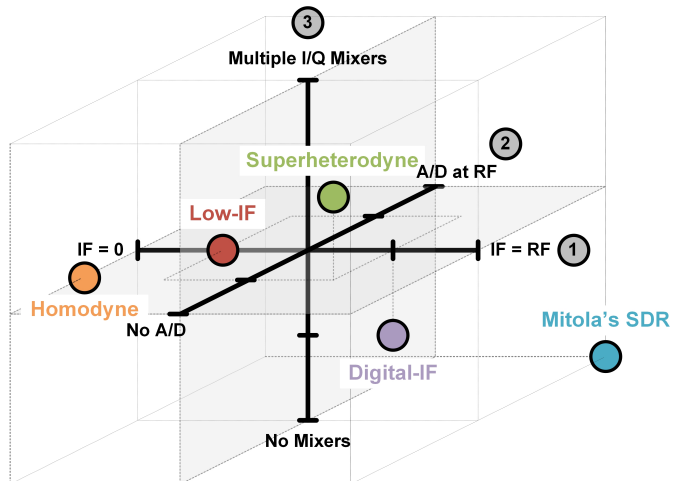 3
Multiple I/Q Mixers
2
Superheterodyne
A/D at RF
Low-IF
IF = 0
IF = RF
1
Homodyne
No A/D
Mitola's SDR
Digital-IF
No Mixers